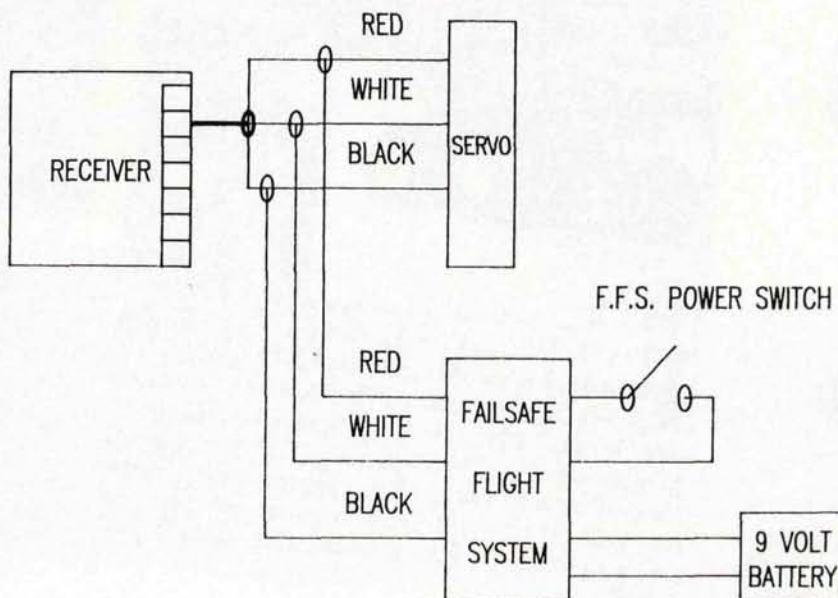 RED
WHITE
BLACK
RECEIVER
SERVO
F.F.S. POWER SWITCH
RED
WHITE
BLACK
FAILSAFE
FLIGHT
SYSTEM
9 VOLT
BATTERY